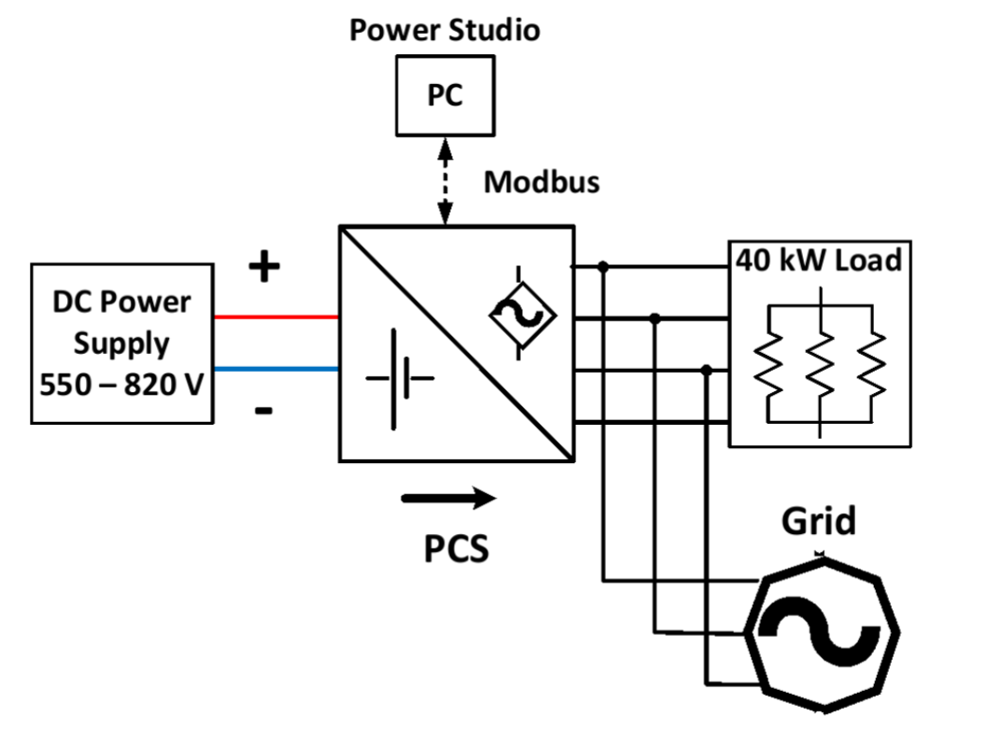 Power Studio
PC
Modbus
+
DC Power
Supply
550 – 820 V
-
40 kW Load
PCS
Grid